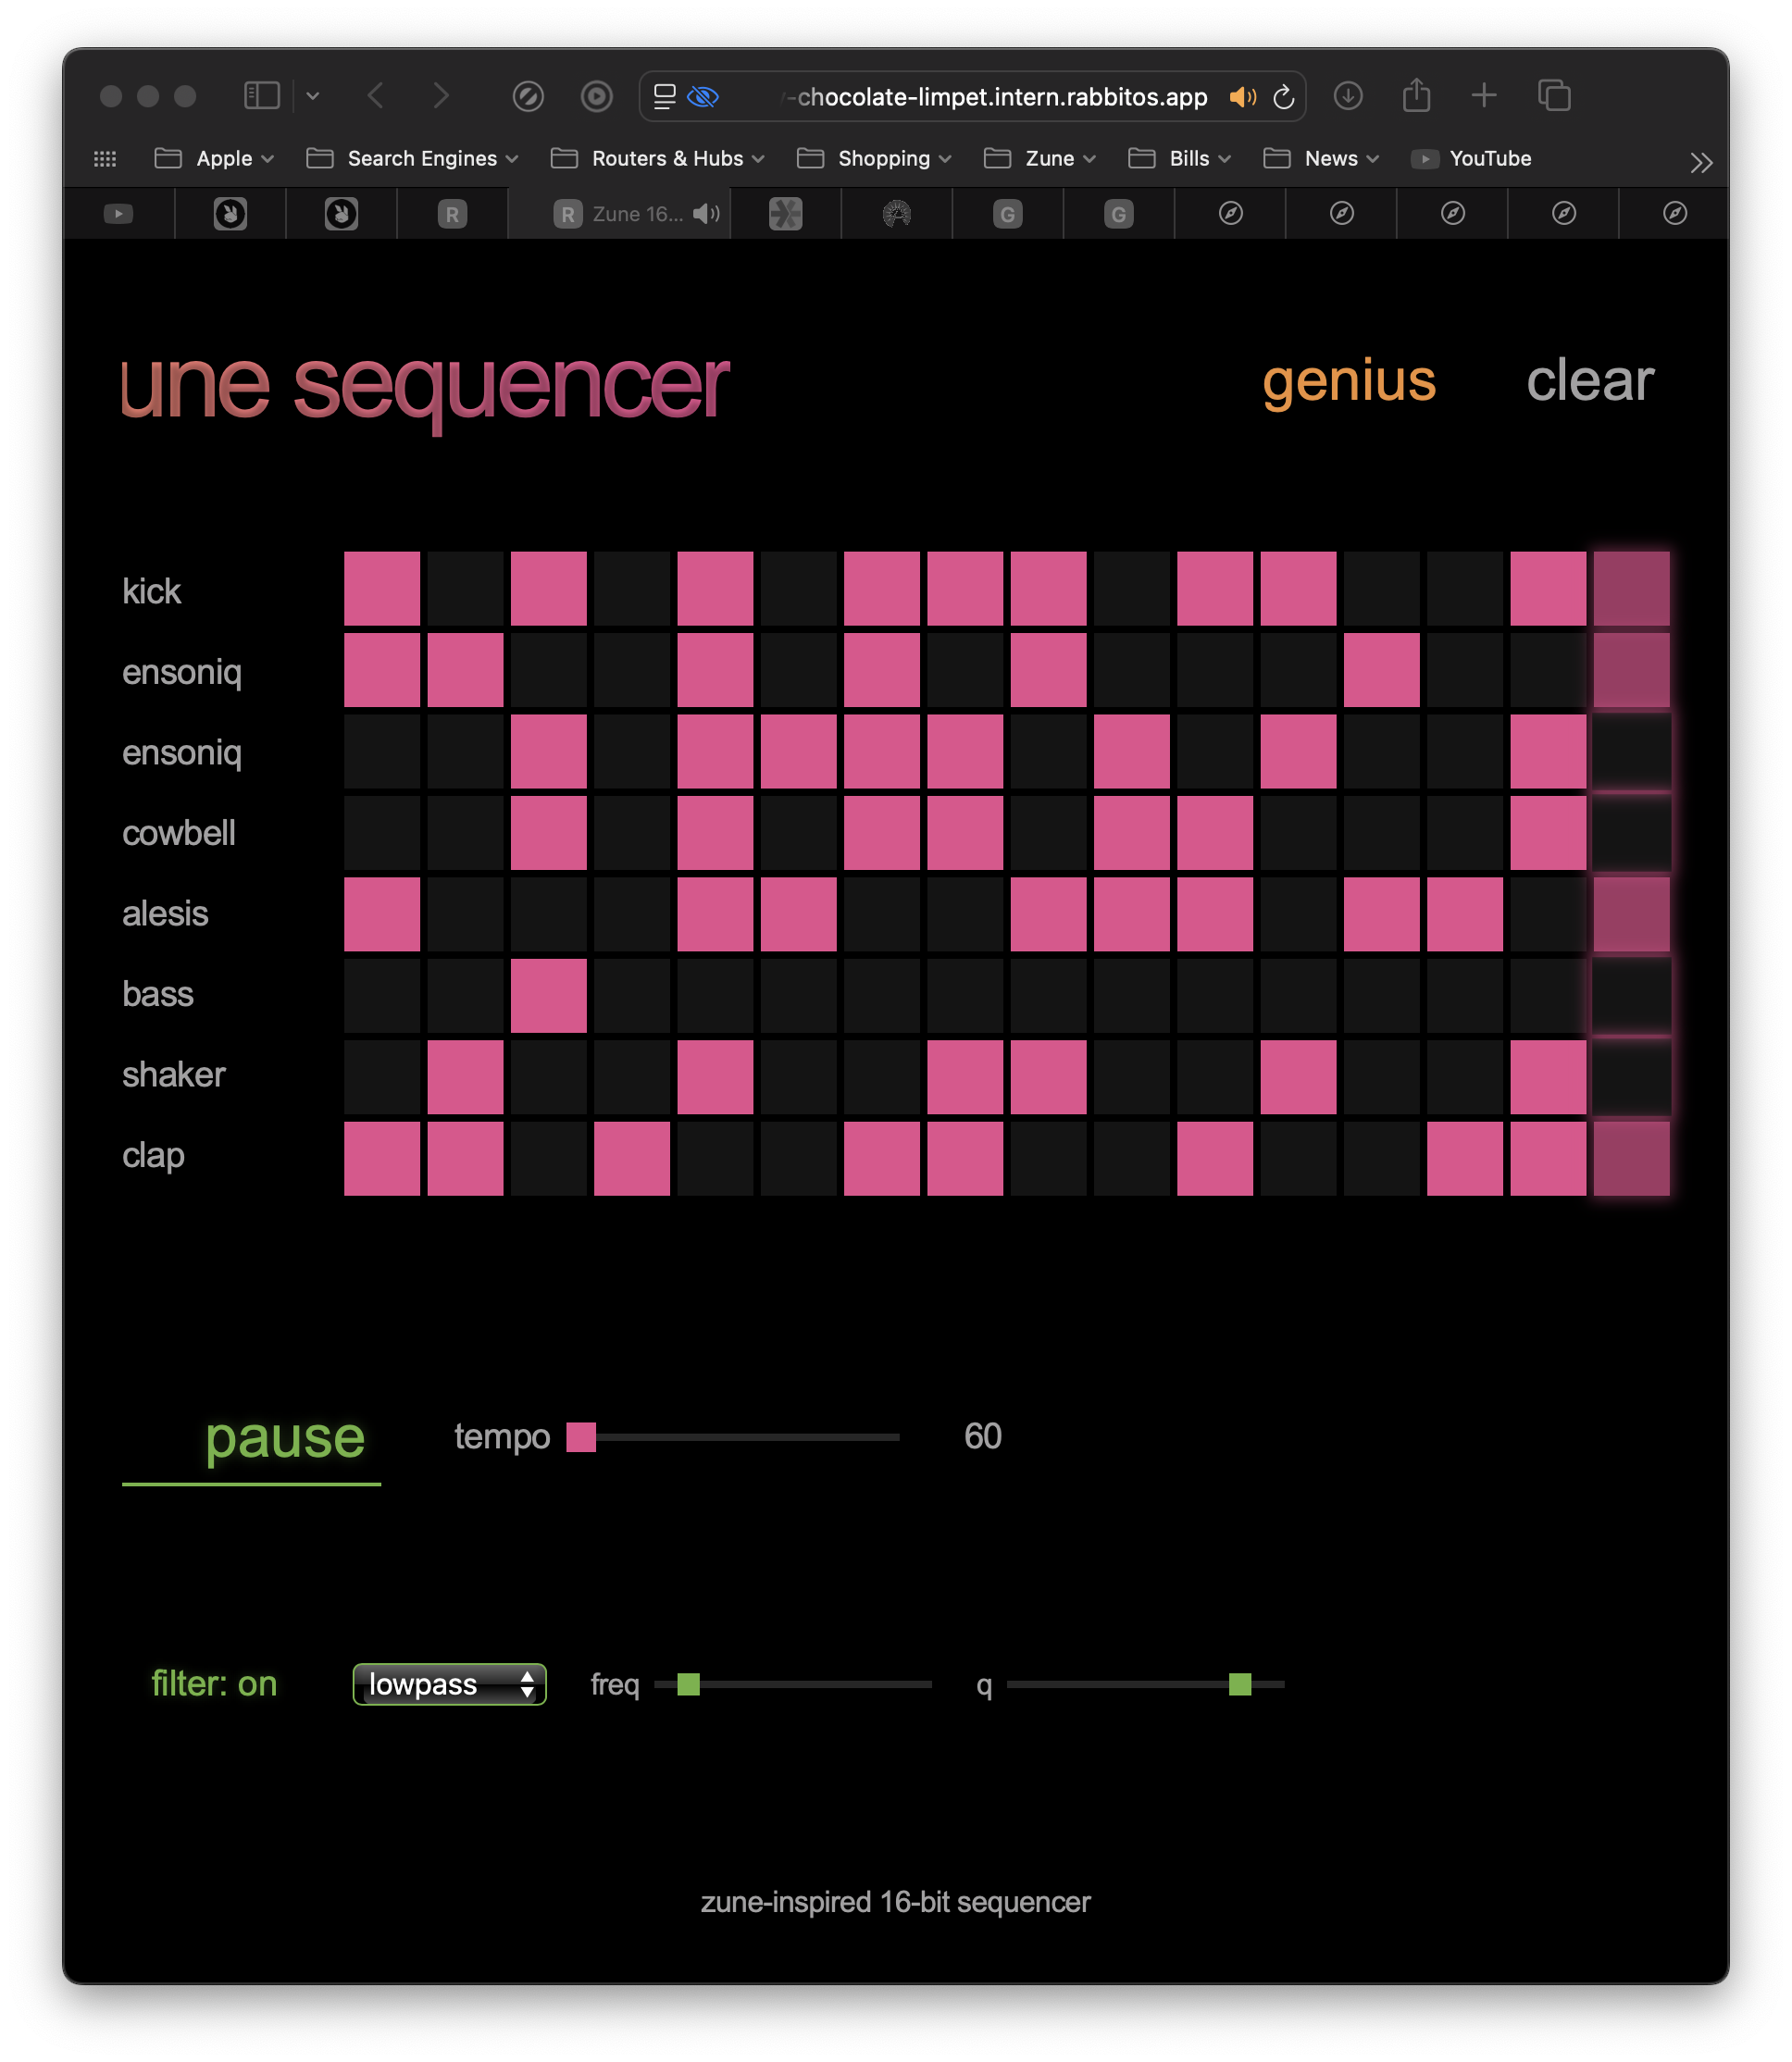 -chocolate-limpet.intern.rabbitos.app
Apple Search Engines Routers & Hubs Shopping Zune Bills News YouTube
R R Zune 16... G G
une sequencer genius clear
kick
ensoniq
ensoniq
cowbell
alesis
bass
shaker
clap
pause tempo 60
filter: on lowpass freq q
zune-inspired 16-bit sequencer